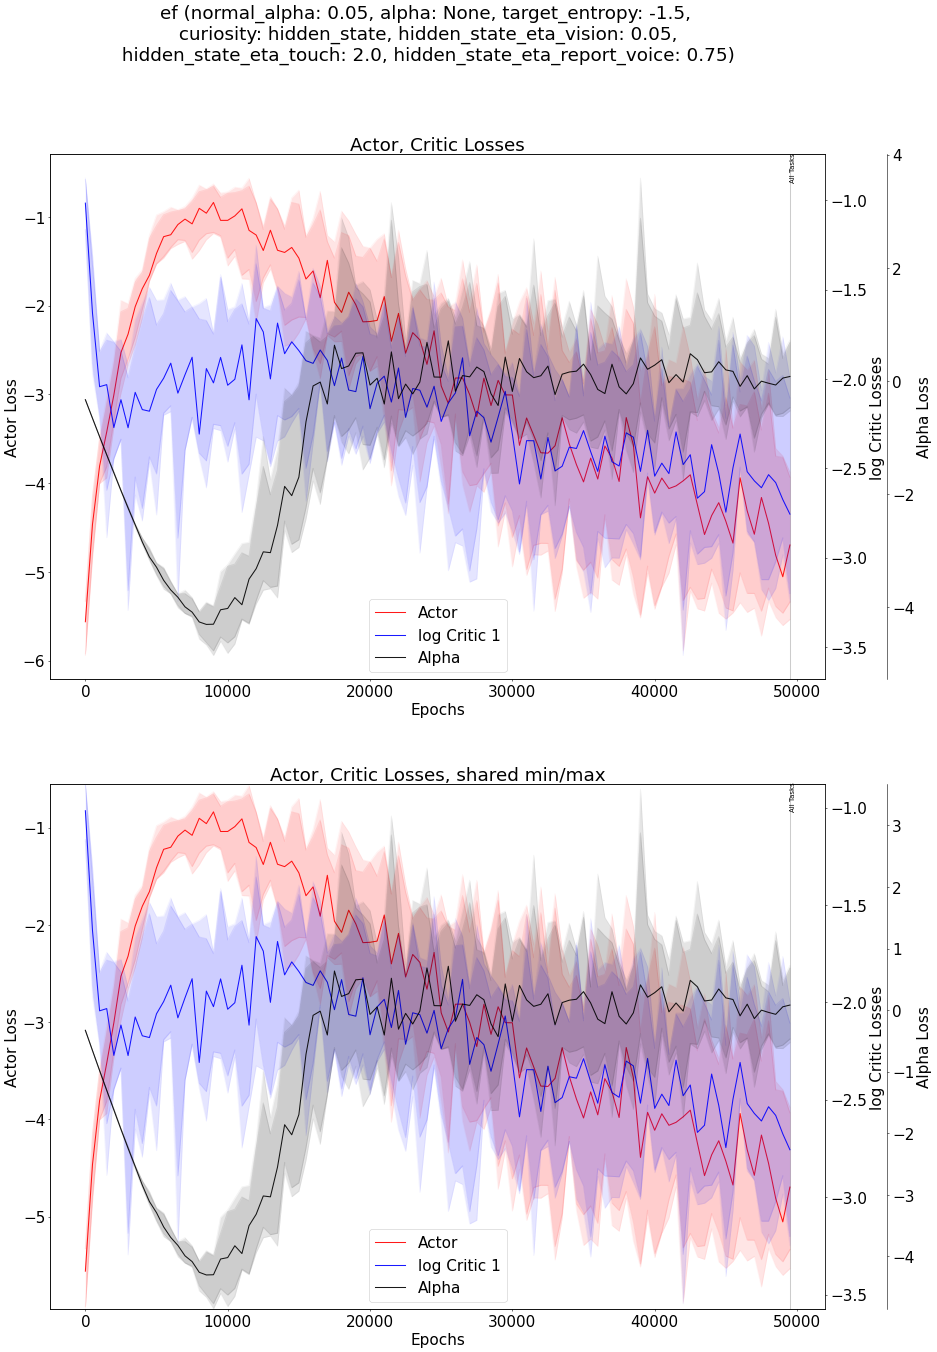 ef (normal_alpha: 0.05, alpha: None, target_entropy: -1.5,
curiosity: hidden_state, hidden_state_eta_vision: 0.05,
hidden_state_eta_touch: 2.0, hidden_state_eta_report_voice: 0.75)
Actor, Critic Losses
All Tasks
Actor Loss
−1
−2
−3
−4
−5
−6
−1.0
−1.5
−2.0
−2.5
−3.0
−3.5
log Critic Losses
4
2
0
−2
−4
Alpha Loss
Actor
log Critic 1
Alpha
0 10000 20000 30000 40000 50000
Epochs
Actor, Critic Losses, shared min/max
All Tasks
Actor Loss
−1
−2
−3
−4
−5
−1.0
−1.5
−2.0
−2.5
−3.0
−3.5
log Critic Losses
3
2
1
0
−1
−2
−3
−4
Alpha Loss
Actor
log Critic 1
Alpha
0 10000 20000 30000 40000 50000
Epochs